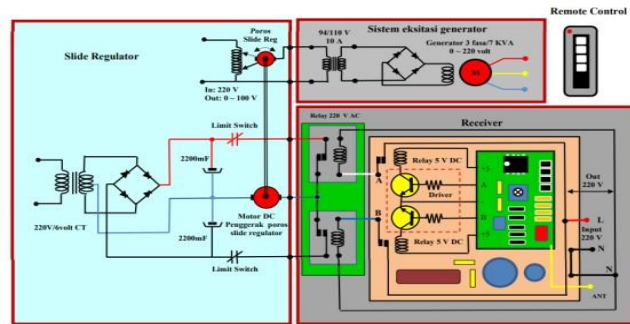 Slide Regulator
Poros
Slide Reg
In: 220 V
Out: 0 ~ 100 V
Limit Switch
2200mF
220V/6volt CT
Motor DC
Penggerak poros
slide regulator
2200mF
Limit Switch
Sistem eksitasi generator
94/110 V
10 A
Generator 3 fasa/7 KVA
0 ~ 220 volt
M
Remote Control
Relay 220 V AC
Receiver
Relay 5 V DC
+5
A
A
Driver
B
B
+5
Relay 5 V DC
Out
220 V
L
Input
220 V
N
N
ANT